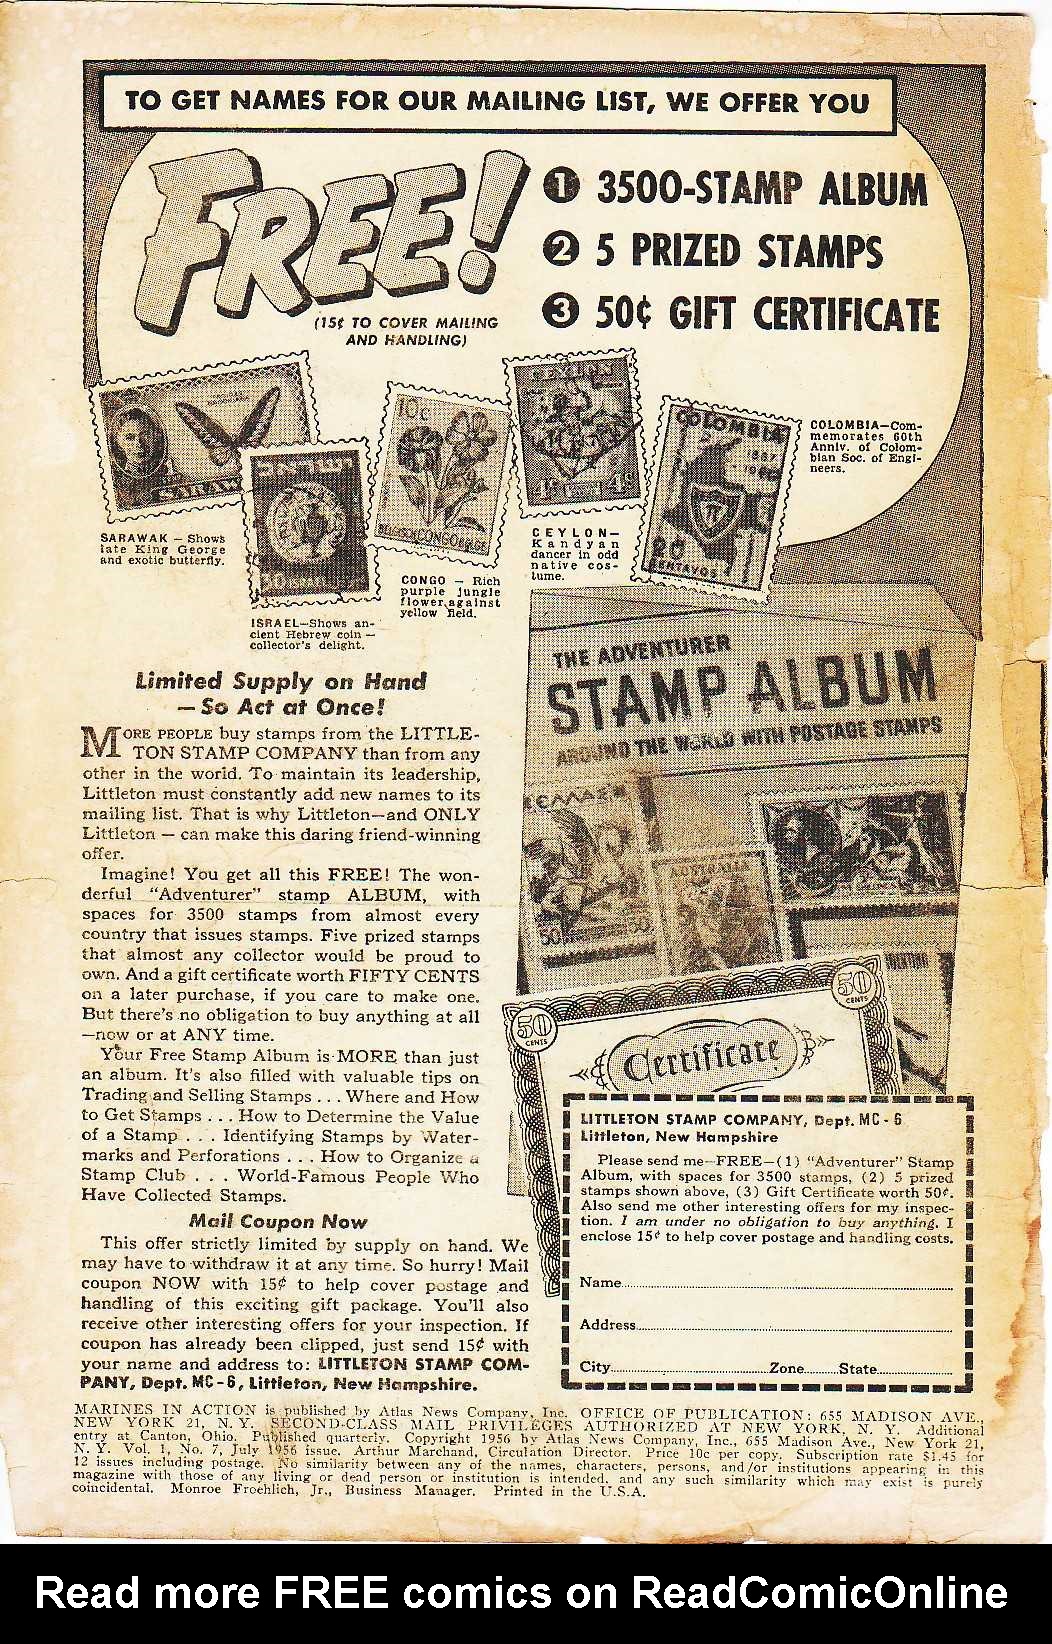 TO GET NAMES FOR OUR MAILING LIST, WE OFFER YOU
FREE!
(15¢ TO COVER MAILING
AND HANDLING)
1 3500-STAMP ALBUM
2 5 PRIZED STAMPS
3 50¢ GIFT CERTIFICATE
SARAWAK
ישראל
ISRAEL
10c
BELGISCH CONGO BELGE
CEYLON
COLOMBIA
1887
20
CENTAVOS
COLOMBIA—Com-
memorates 60th
Anniv. of Colom-
bian Soc. of Engi-
neers.
SARAWAK — Shows
late King George
and exotic butterfly.
CEYLON—
Kandyan
dancer in odd
native cos-
tume.
CONGO — Rich
purple jungle
flower against
yellow field.
ISRAEL—Shows an-
cient Hebrew coin —
collector's delight.
THE ADVENTURER
STAMP ALBUM
AROUND THE WORLD WITH POSTAGE STAMPS
ΕΛΛΑΣ
50
50
AUSTRALIA
Limited Supply on Hand
— So Act at Once!
MORE PEOPLE buy stamps from the LITTLE-
TON STAMP COMPANY than from any
other in the world. To maintain its leadership,
Littleton must constantly add new names to its
mailing list. That is why Littleton—and ONLY
Littleton — can make this daring friend-winning
offer.
Imagine! You get all this FREE! The won-
derful "Adventurer" stamp ALBUM, with
spaces for 3500 stamps from almost every
country that issues stamps. Five prized stamps
that almost any collector would be proud to
own. And a gift certificate worth FIFTY CENTS
on a later purchase, if you care to make one.
But there's no obligation to buy anything at all
—now or at ANY time.
Your Free Stamp Album is MORE than just
an album. It's also filled with valuable tips on
Trading and Selling Stamps . . . Where and How
to Get Stamps . . . How to Determine the Value
of a Stamp . . . Identifying Stamps by Water-
marks and Perforations . . . How to Organize a
Stamp Club . . . World-Famous People Who
Have Collected Stamps.
Mail Coupon Now
This offer strictly limited by supply on hand. We
may have to withdraw it at any time. So hurry! Mail
coupon NOW with 15¢ to help cover postage and
handling of this exciting gift package. You'll also
receive other interesting offers for your inspection. If
coupon has already been clipped, just send 15¢ with
your name and address to: LITTLETON STAMP COM-
PANY, Dept. MC-6, Littleton, New Hampshire.
50 CENTS
50 CENTS
Certificate
LITTLETON STAMP COMPANY, Dept. MC-6
Littleton, New Hampshire
Please send me—FREE—(1) "Adventurer" Stamp
Album, with spaces for 3500 stamps, (2) 5 prized
stamps shown above, (3) Gift Certificate worth 50¢.
Also send me other interesting offers for my inspec-
tion. I am under no obligation to buy anything. I
enclose 15¢ to help cover postage and handling costs.
Name
Address
City Zone State
MARINES IN ACTION is published by Atlas News Company, Inc. OFFICE OF PUBLICATION: 655 MADISON AVE.,
NEW YORK 21, N. Y. SECOND-CLASS MAIL PRIVILEGES AUTHORIZED AT NEW YORK, N. Y. Additional
entry at Canton, Ohio. Published quarterly. Copyright 1956 by Atlas News Company, Inc., 655 Madison Ave., New York 21,
N. Y. Vol. 1, No. 7, July 1956 issue. Arthur Marchand, Circulation Director. Price 10c per copy. Subscription rate $1.45 for
12 issues including postage. No similarity between any of the names, characters, persons, and/or institutions appearing in this
magazine with those of any living or dead person or institution is intended, and any such similarity which may exist is purely
coincidental. Monroe Froehlich, Jr., Business Manager. Printed in the U.S.A.
Read more FREE comics on ReadComicOnline